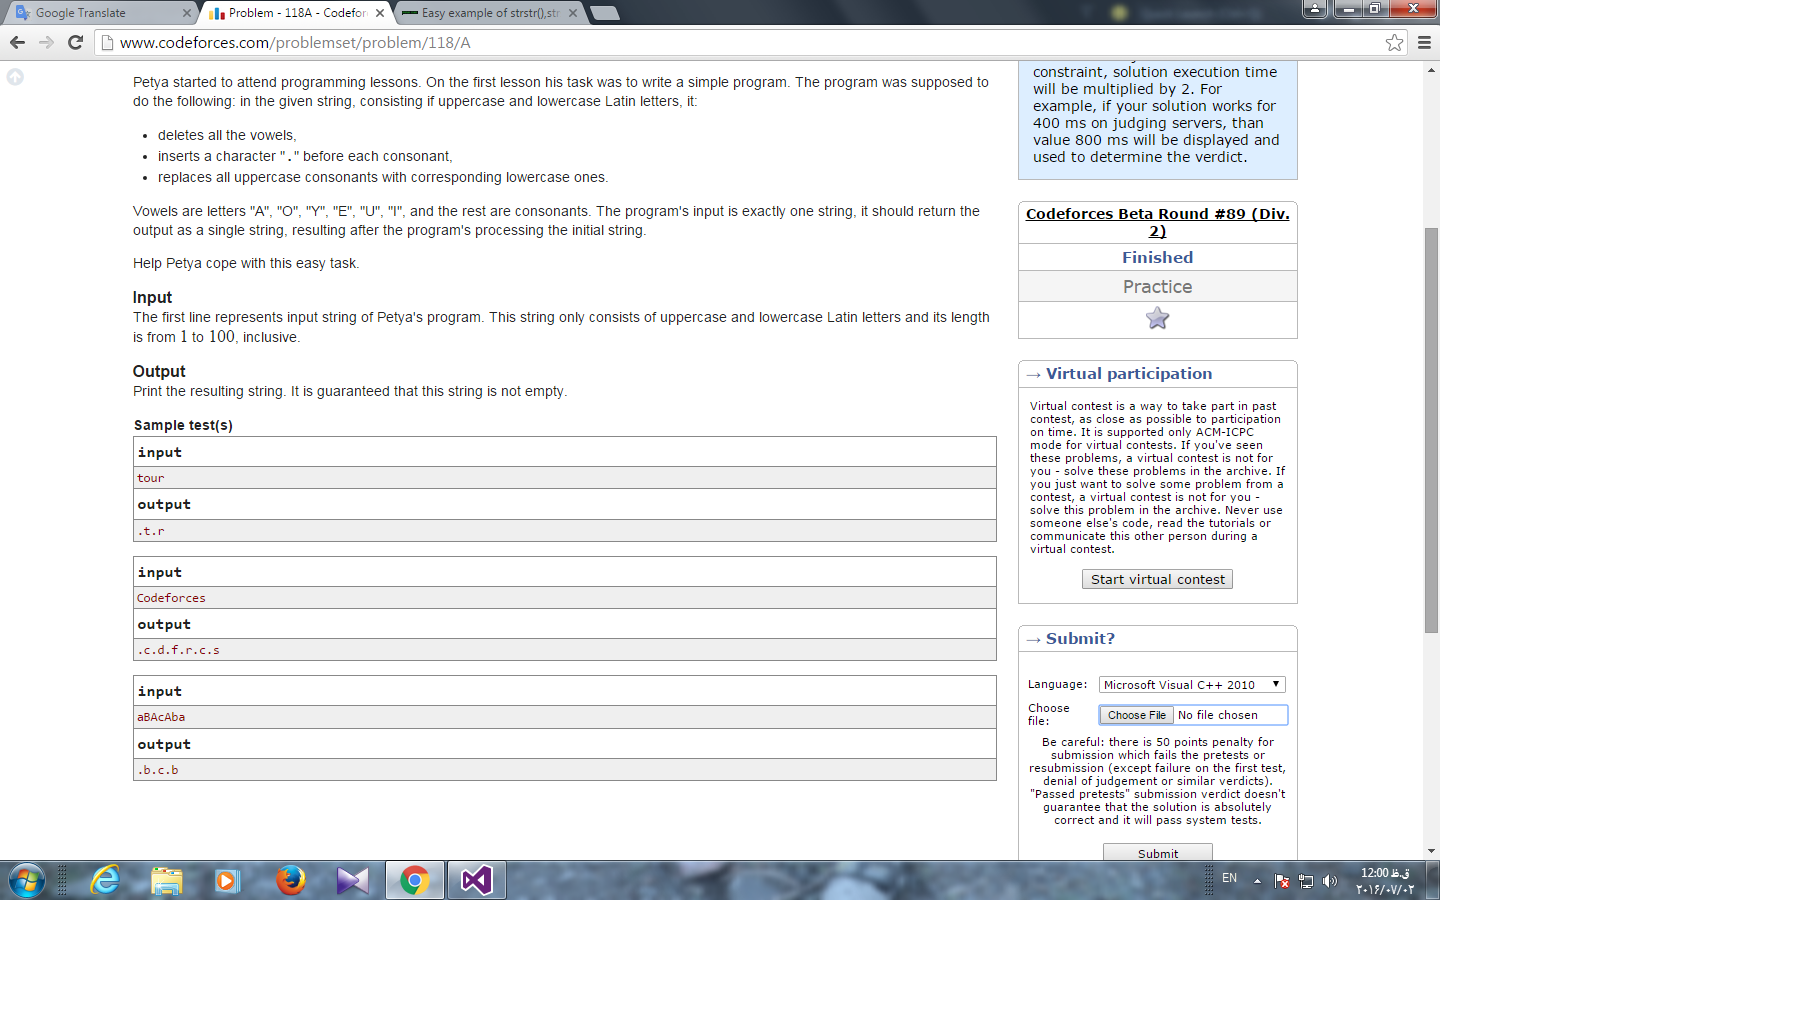 Google Translate
Problem - 118A - Codefor
Easy example of strstr(),str
www.codeforces.com/problemset/problem/118/A
Petya started to attend programming lessons. On the first lesson his task was to write a simple program. The program was supposed to
do the following: in the given string, consisting if uppercase and lowercase Latin letters, it:
• deletes all the vowels,
• inserts a character "." before each consonant,
• replaces all uppercase consonants with corresponding lowercase ones.
Vowels are letters "A", "O", "Y", "E", "U", "I", and the rest are consonants. The program's input is exactly one string, it should return the
output as a single string, resulting after the program's processing the initial string.
Help Petya cope with this easy task.
Input
The first line represents input string of Petya's program. This string only consists of uppercase and lowercase Latin letters and its length
is from 1 to 100, inclusive.
Output
Print the resulting string. It is guaranteed that this string is not empty.
Sample test(s)
input
tour
output
.t.r
input
Codeforces
output
.c.d.f.r.c.s
input
aBAcAba
output
.b.c.b
constraint, solution execution time
will be multiplied by 2. For
example, if your solution works for
400 ms on judging servers, than
value 800 ms will be displayed and
used to determine the verdict.
Codeforces Beta Round #89 (Div.
2)
Finished
Practice
→ Virtual participation
Virtual contest is a way to take part in past
contest, as close as possible to participation
on time. It is supported only ACM-ICPC
mode for virtual contests. If you've seen
these problems, a virtual contest is not for
you - solve these problems in the archive. If
you just want to solve some problem from a
contest, a virtual contest is not for you -
solve this problem in the archive. Never use
someone else's code, read the tutorials or
communicate this other person during a
virtual contest.
Start virtual contest
→ Submit?
Language: Microsoft Visual C++ 2010
Choose
file: Choose File No file chosen
Be careful: there is 50 points penalty for
submission which fails the pretests or
resubmission (except failure on the first test,
denial of judgement or similar verdicts).
"Passed pretests" submission verdict doesn't
guarantee that the solution is absolutely
correct and it will pass system tests.
Submit
EN
12:00 ق.ظ
۲۰۱۶/۰۷/۰۲